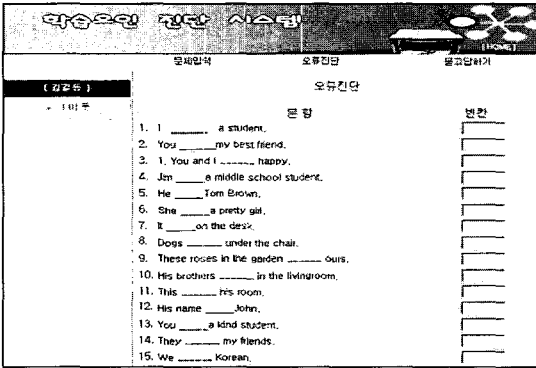 학습오인 진단 시스템
[HOME]
문제입력 오류진단 묻고답하기
오류진단
문항 빈칸
1. I ______ a student.
2. You ______ my best friend.
3. 1. You and I ______ happy.
4. Jim _____ a middle school student.
5. He _____ Tom Brown.
6. She _____ a pretty girl.
7. It _____ on the desk.
8. Dogs ______ under the chair.
9. These roses in the garden ______ ours.
10. His brothers ______ in the livingroom.
11. This ______ his room.
12. His name _____ John.
13. You _____ a kind student.
14. They ______ my friends.
15. We ______ Korean.